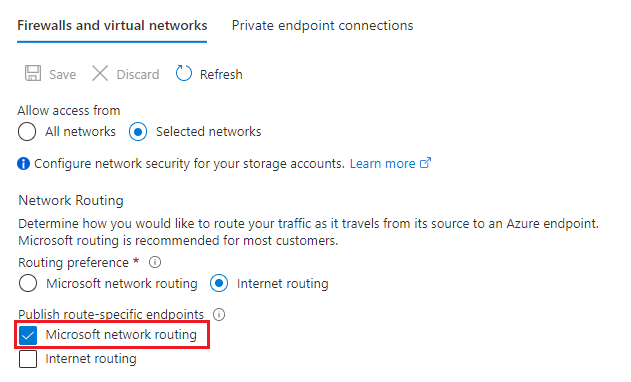 Firewalls and virtual networks Private endpoint connections
Save Discard Refresh
Allow access from
All networks Selected networks
Configure network security for your storage accounts. Learn more
Network Routing
Determine how you would like to route your traffic as it travels from its source to an Azure endpoint.
Microsoft routing is recommended for most customers.
Routing preference *
Microsoft network routing Internet routing
Publish route-specific endpoints
Microsoft network routing
Internet routing